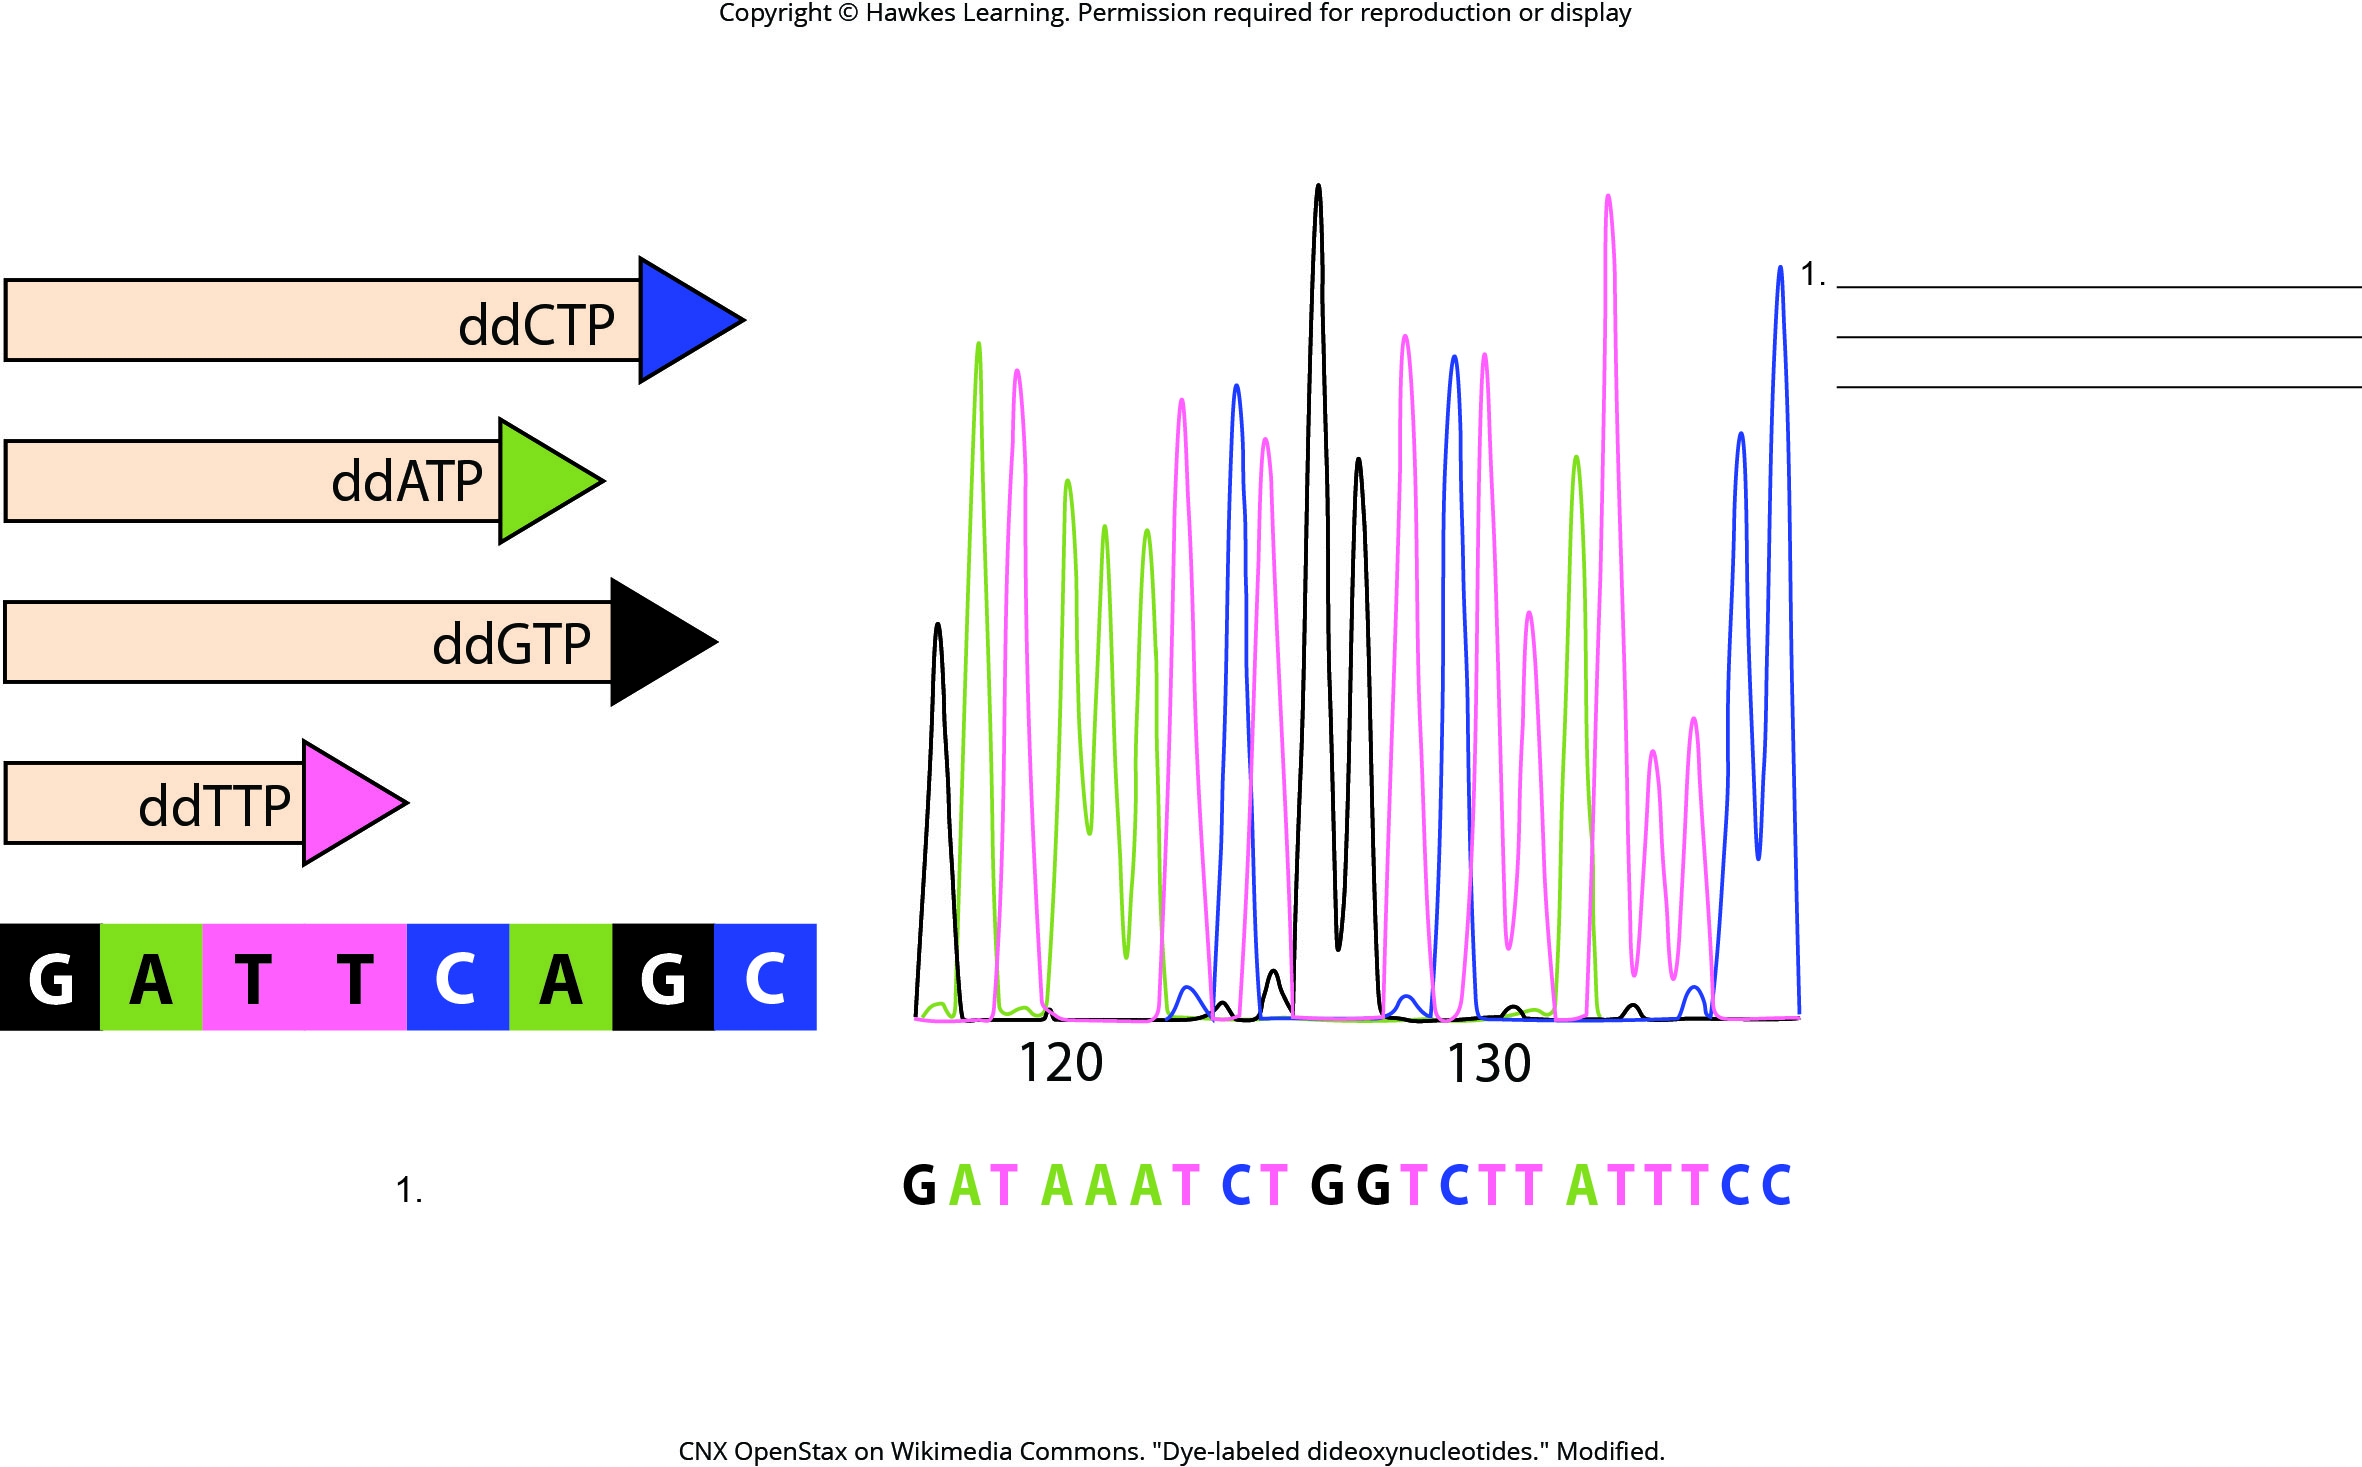 Copyright © Hawkes Learning. Permission required for reproduction or display
ddCTP
ddATP
ddGTP
ddTTP
G A T T C A G C
1.
120 130
G A T A A A T C T G G T C T T A T T T C C
1.
CNX OpenStax on Wikimedia Commons. "Dye-labeled dideoxynucleotides." Modified.